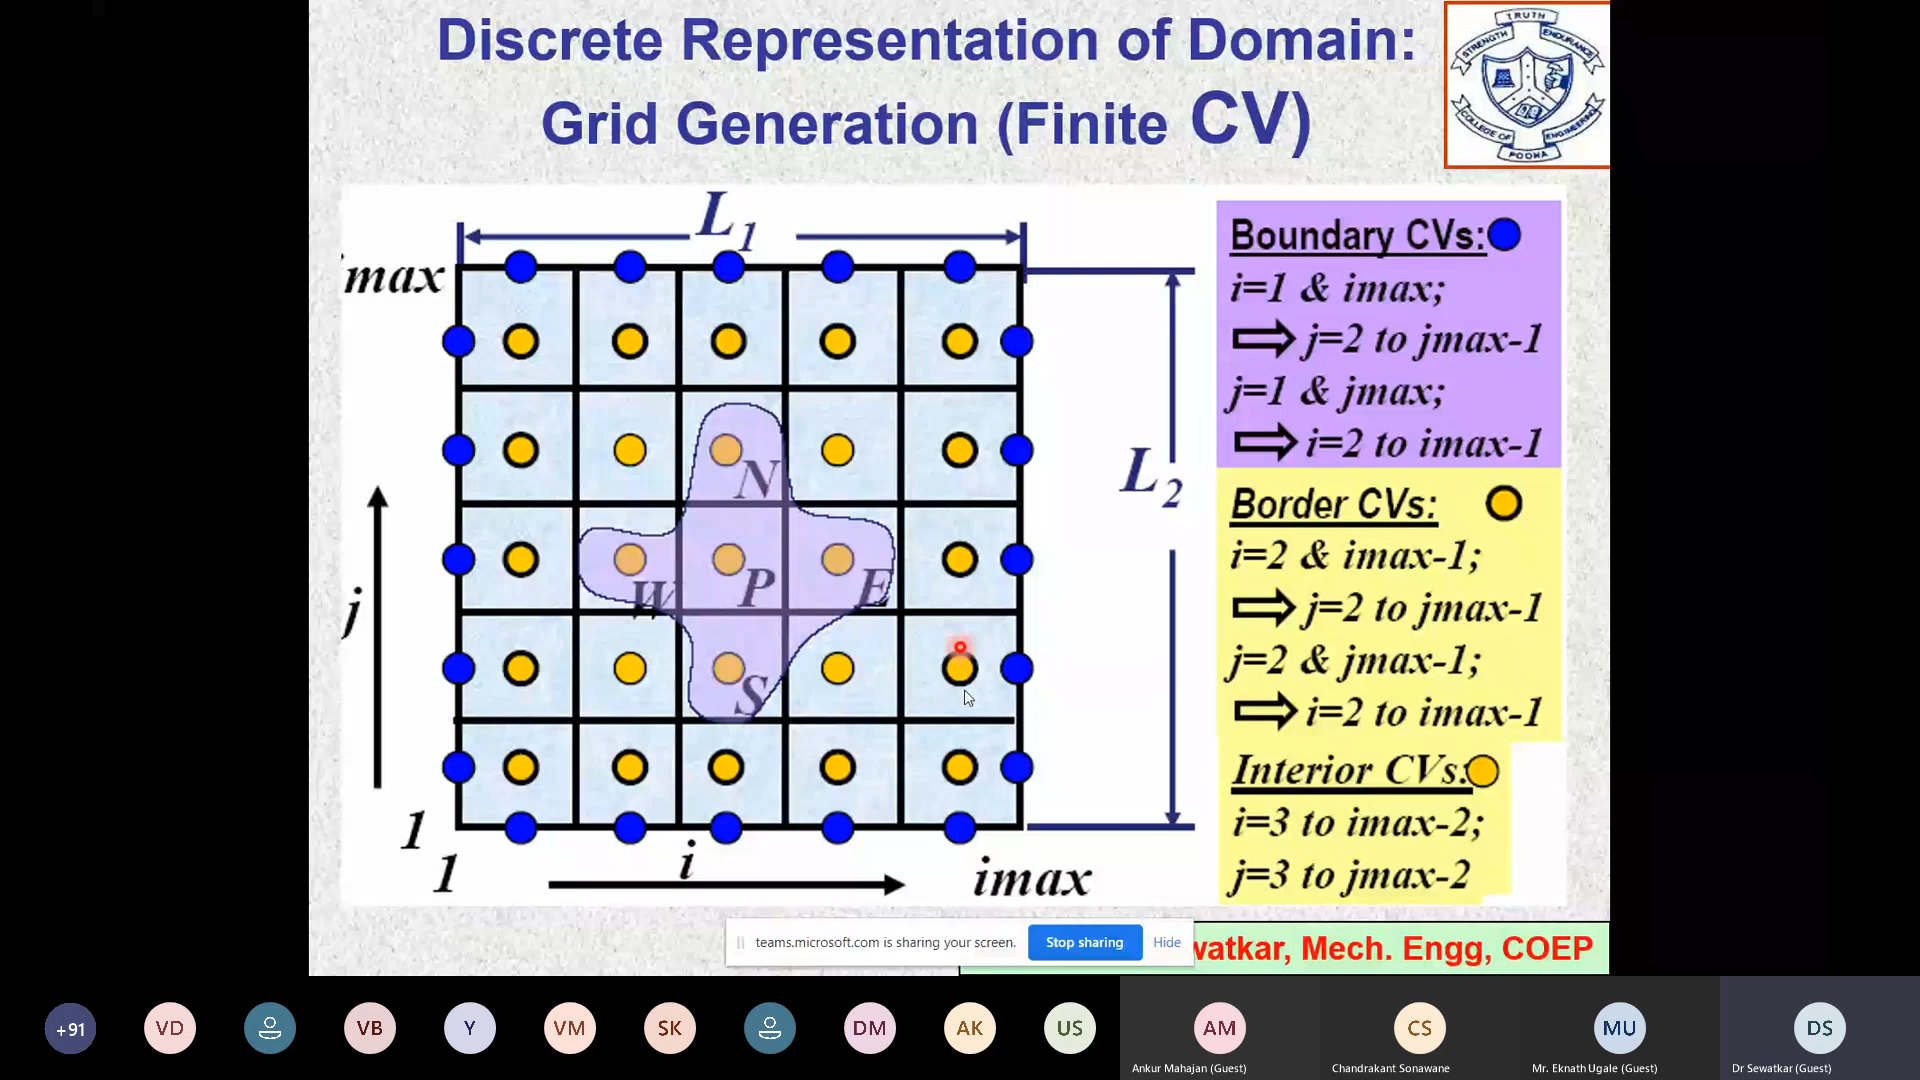 Discrete Representation of Domain:
Grid Generation (Finite CV)
TRUTH
STRENGTH
ENDURANCE
COLLEGE OF
ENGINEERING
POONA
L1
max
N
W
P
E
S
j
1
1
i
imax
L2
Boundary CVs:
i=1 & imax;
j=2 to jmax-1
j=1 & jmax;
i=2 to imax-1
Border CVs:
i=2 & imax-1;
j=2 to jmax-1
j=2 & jmax-1;
i=2 to imax-1
Interior CVs:
i=3 to imax-2;
j=3 to jmax-2
teams.microsoft.com is sharing your screen.
Stop sharing
Hide
watkar, Mech. Engg, COEP
+91
VD
VB
Y
VM
SK
DM
AK
US
AM
CS
MU
DS
Ankur Mahajan (Guest)
Chandrakant Sonawane
Mr. Eknath Ugale (Guest)
Dr Sewatkar (Guest)